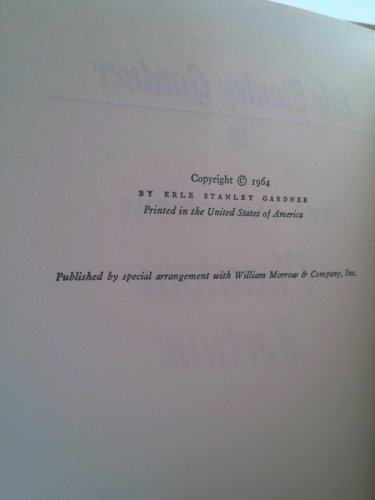 Copyright © 1964
BY ERLE STANLEY GARDNER
Printed in the United States of America
Published by special arrangement with William Morrow & Company, Inc.